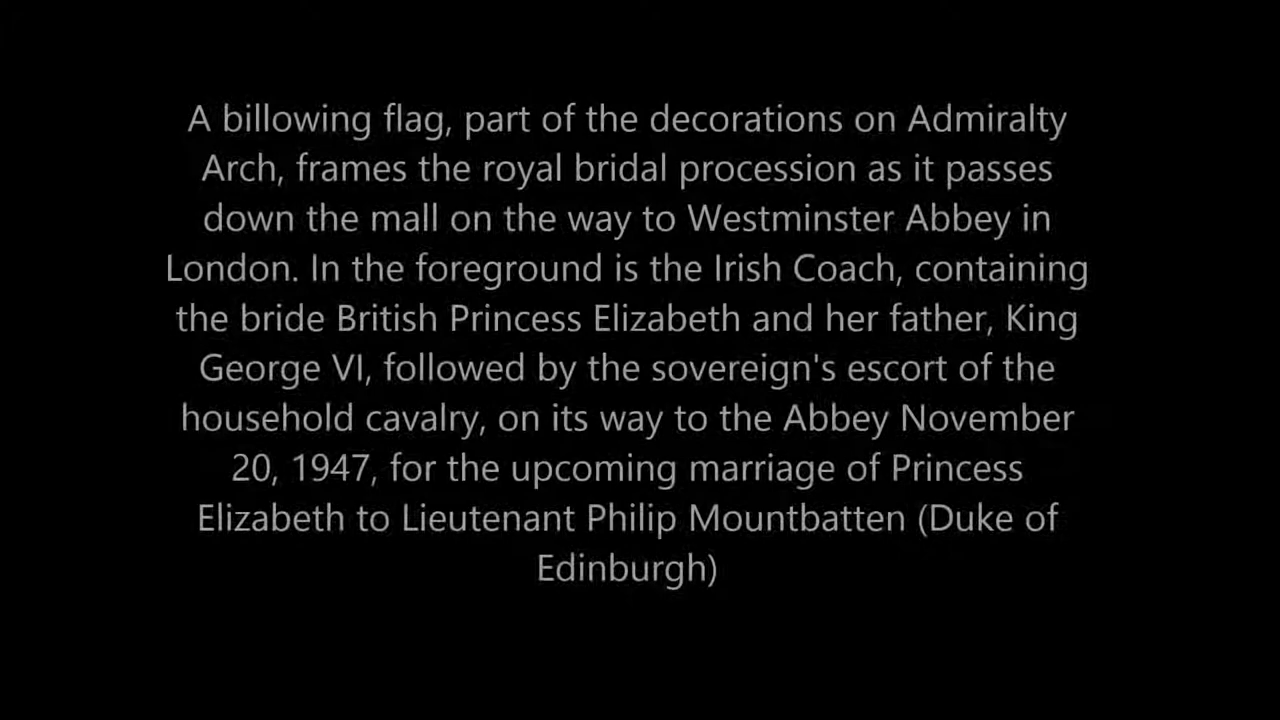 A billowing flag, part of the decorations on Admiralty
Arch, frames the royal bridal procession as it passes
down the mall on the way to Westminster Abbey in
London. In the foreground is the Irish Coach, containing
the bride British Princess Elizabeth and her father, King
George VI, followed by the sovereign's escort of the
household cavalry, on its way to the Abbey November
20, 1947, for the upcoming marriage of Princess
Elizabeth to Lieutenant Philip Mountbatten (Duke of
Edinburgh)